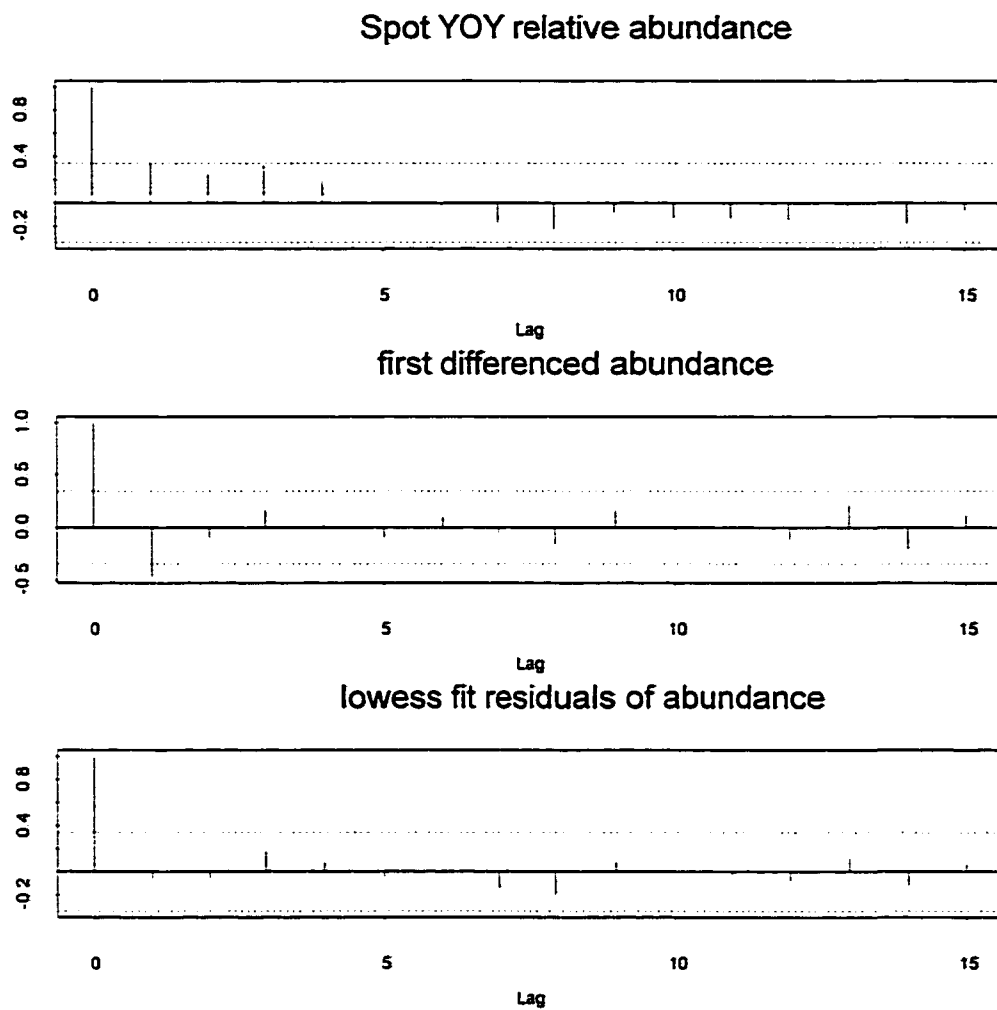 Spot YOY relative abundance
0.8
0.4
-0.2
0 5 10 15
Lag
first differenced abundance
1.0
0.5
0.0
-0.5
0 5 10 15
Lag
lowess fit residuals of abundance
0.8
0.4
-0.2
0 5 10 15
Lag